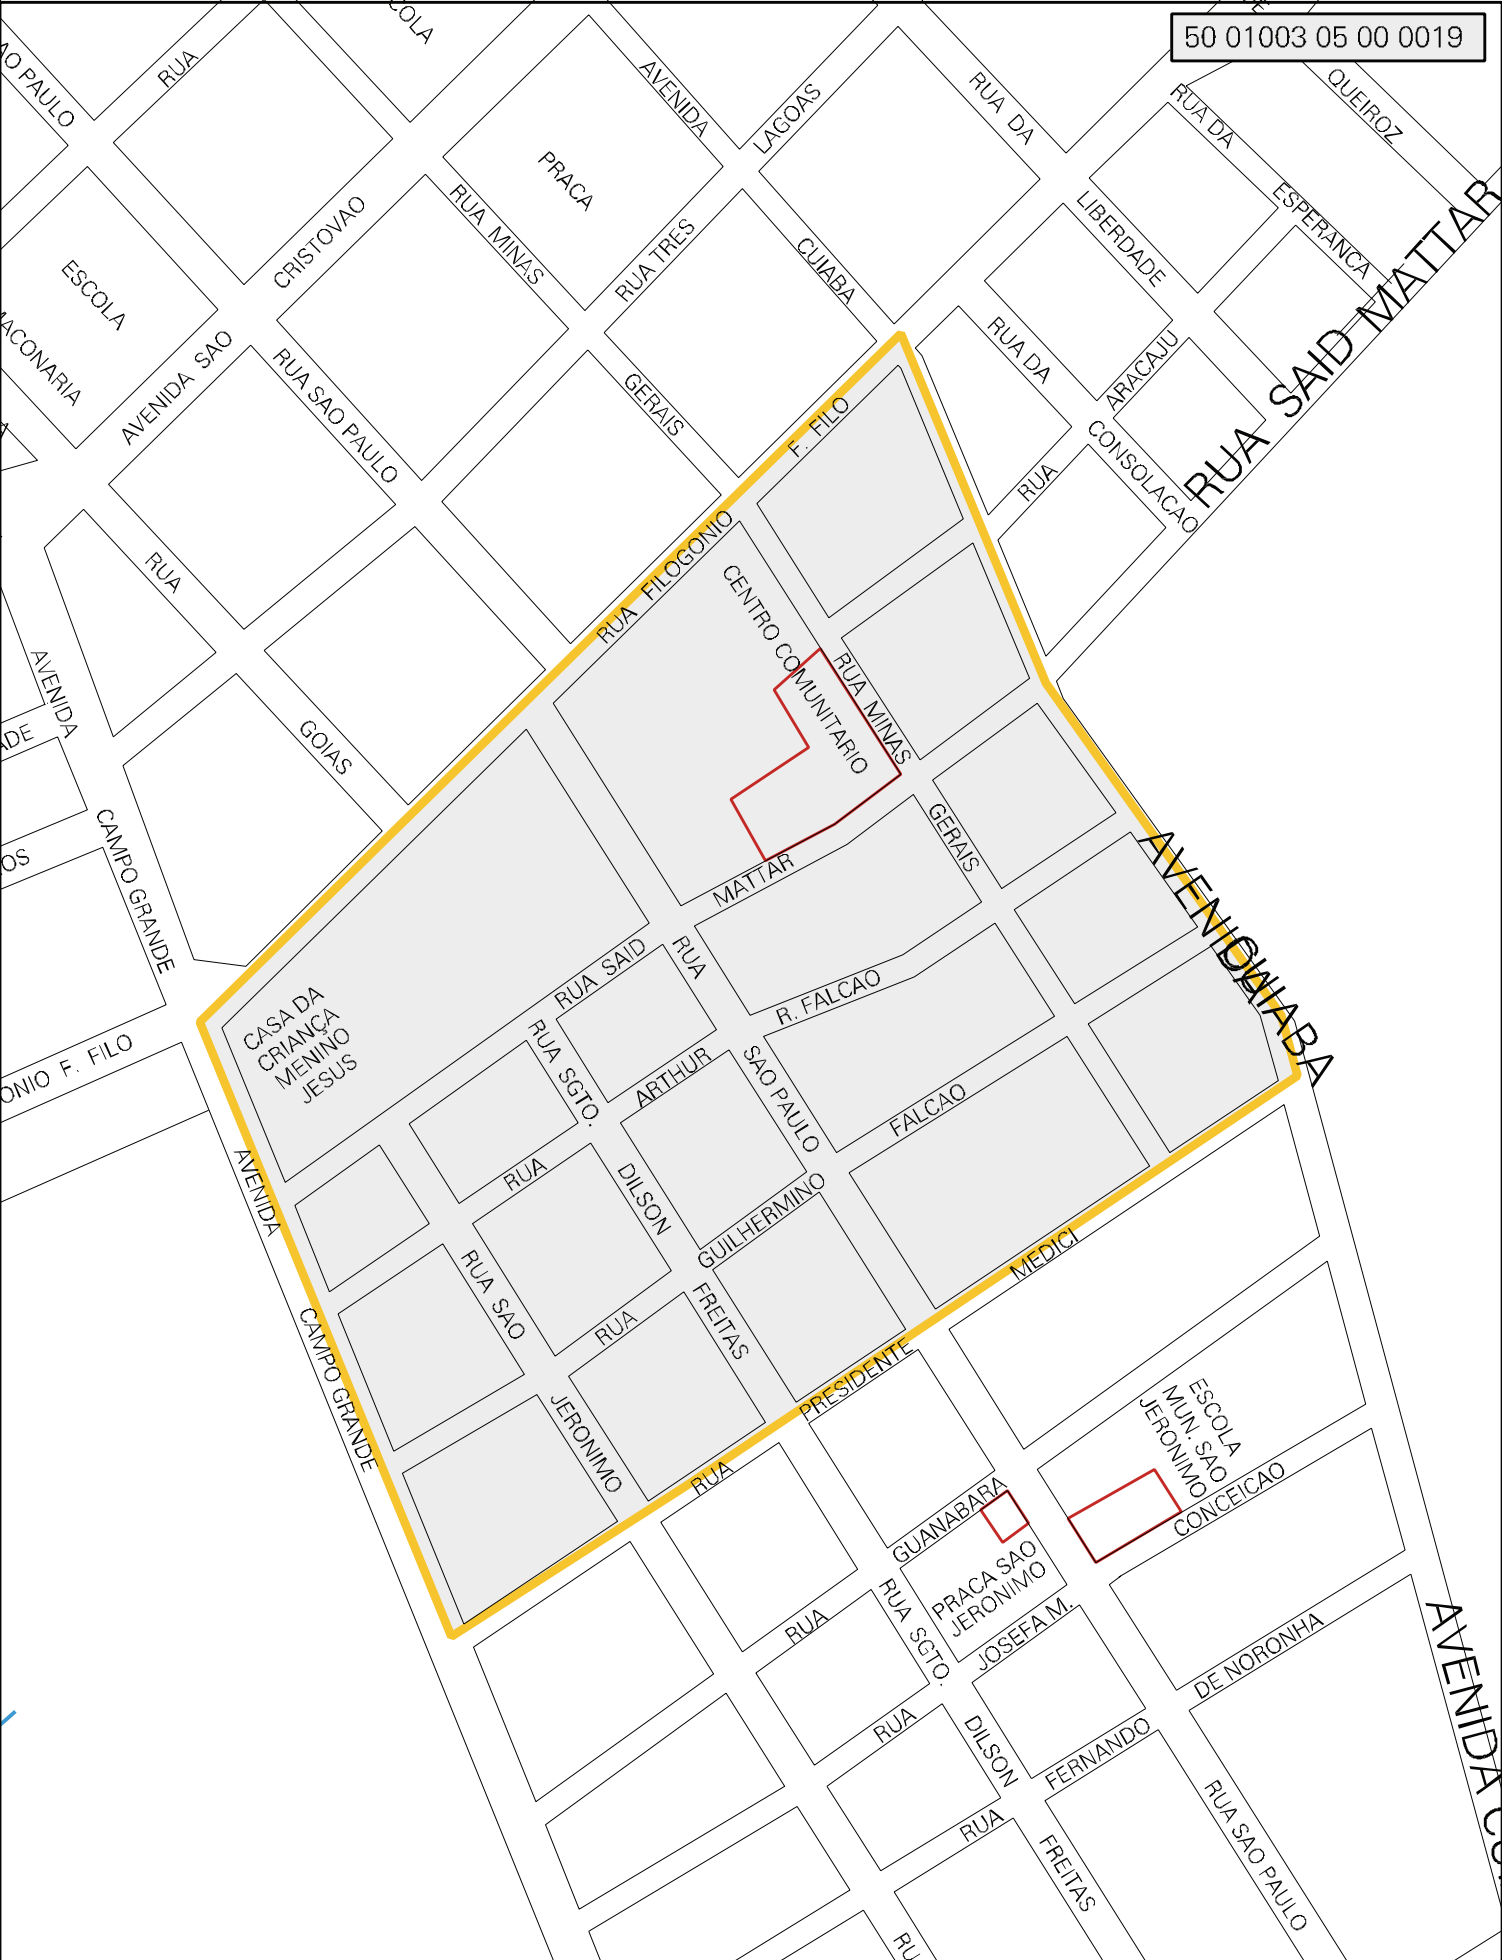 50 01003 05 00 0019
COLA
RUA
AO PAULO
AVENIDA
LAGOAS
RUA DA
QUEIROZ
RUA DA
PRACA
ESPERANCA
RUA SAID MATTAR
CRISTOVAO
RUA MINAS
RUA TRES
CUIABA
LIBERDADE
ESCOLA
MACONARIA
AVENIDA SAO
RUA SAO PAULO
GERAIS
RUA DA
ARACAJU
CONSOLACAO
RUA
F. FILO
RUA FILOGONIO
RUA
AVENIDA
ADE
GOIAS
CENTRO COMUNITARIO
RUA MINAS
GERAIS
CAMPO GRANDE
OS
MATTAR
AVENIDA
CUIABA
RUA SAID
RUA
R. FALCAO
CASA DA
CRIANÇA
MENINO
JESUS
ONIO F. FILO
RUA SGTO.
ARTHUR
SAO PAULO
FALCAO
RUA
DILSON
GUILHERMINO
AVENIDA
CAMPO GRANDE
RUA SAO
JERONIMO
RUA
FREITAS
MEDICI
PRESIDENTE
RUA
ESCOLA
MUN. SAO
JERONIMO
CONCEICAO
GUANABARA
PRACA SAO
JERONIMO
JOSEFA M.
RUA
RUA SGTO.
DE NORONHA
RUA
DILSON
FERNANDO
RUA
FREITAS
RUA SAO PAULO
AVENIDA CU
RU